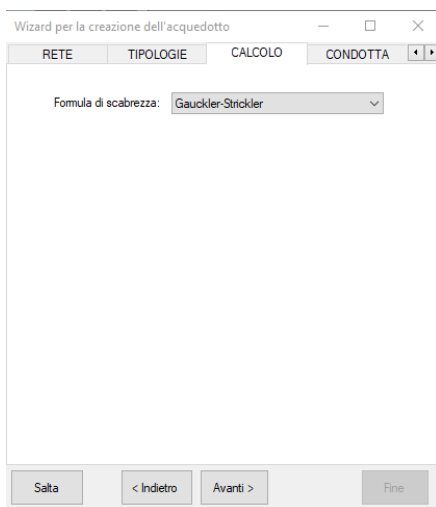 Wizard per la creazione dell'acquedotto
RETE TIPOLOGIE CALCOLO CONDOTTA
Formula di scabrezza: Gauckler-Strickler
Salta < Indietro Avanti > Fine